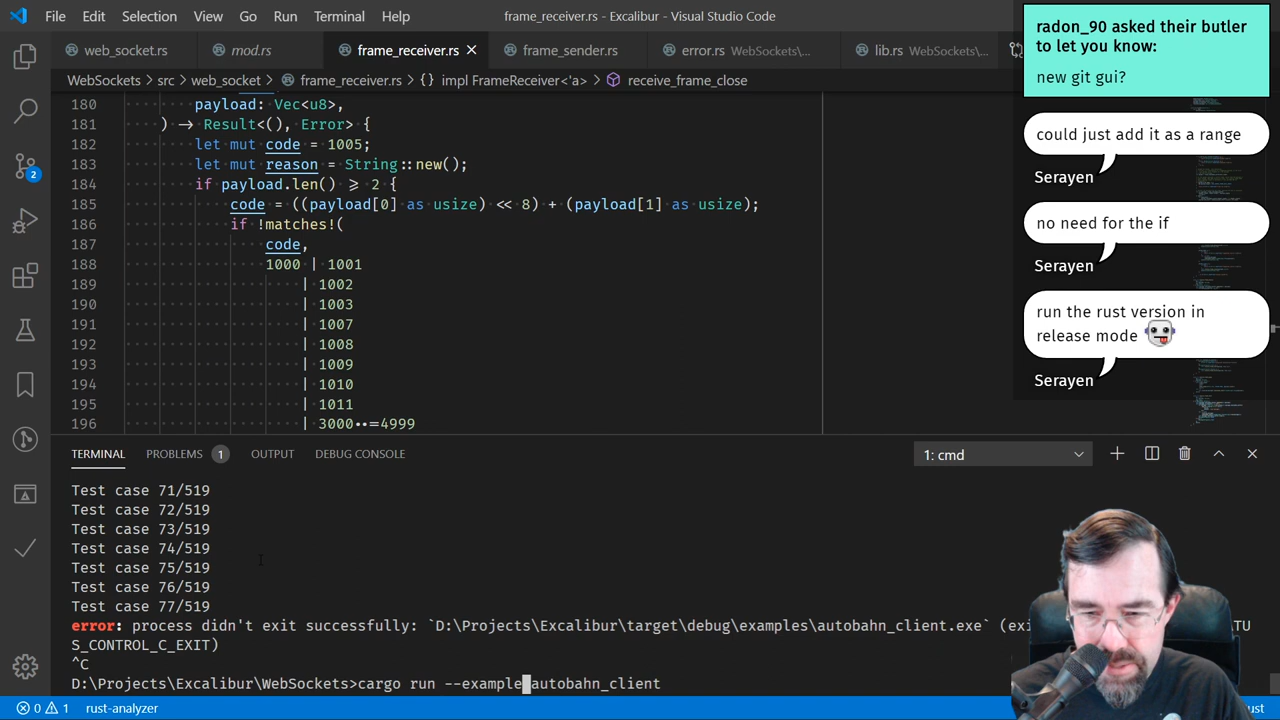 File Edit Selection View Go Run Terminal Help
frame_receiver.rs - Excalibur - Visual Studio Code
web_socket.rs mod.rs frame_receiver.rs frame_sender.rs error.rs WebSockets\... lib.rs WebSockets\...
WebSockets > src > web_socket > frame_receiver.rs > {} impl FrameReceiver<'a> > receive_frame_close
180 payload: Vec<u8>,
181 ) -> Result<(), Error> {
182 let mut code = 1005;
183 let mut reason = String::new();
184 if payload.len() >= 2 {
185 code = ((payload[0] as usize) << 8) + (payload[1] as usize);
186 if !matches!(
187 code,
188 1000 | 1001
189 | 1002
190 | 1003
191 | 1007
192 | 1008
193 | 1009
194 | 1010
195 | 1011
196 | 3000..=4999
radon_90 asked their butler
to let you know:
new git gui?
could just add it as a range
Serayen
no need for the if
Serayen
run the rust version in
release mode
Serayen
2
TERMINAL PROBLEMS 1 OUTPUT DEBUG CONSOLE
1: cmd
Test case 71/519
Test case 72/519
Test case 73/519
Test case 74/519
Test case 75/519
Test case 76/519
Test case 77/519
error: process didn't exit successfully: `D:\Projects\Excalibur\target\debug\examples\autobahn_client.exe` (exi TU
S_CONTROL_C_EXIT)
^C
D:\Projects\Excalibur\WebSockets>cargo run --example autobahn_client
0 1 rust-analyzer